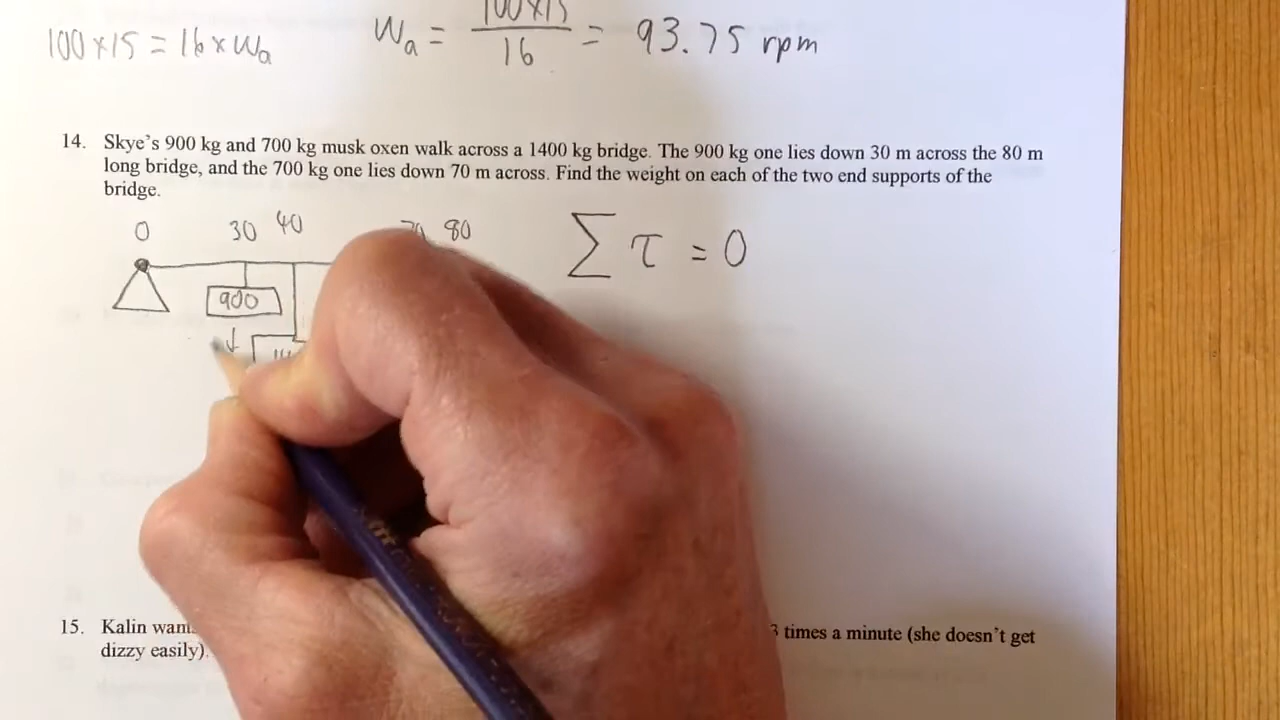 100 x 15 = 16 x Wa
Wa = 100 x 15 / 16 = 93.75 rpm
14. Skye's 900 kg and 700 kg musk oxen walk across a 1400 kg bridge. The 900 kg one lies down 30 m across the 80 m
long bridge, and the 700 kg one lies down 70 m across. Find the weight on each of the two end supports of the
bridge.
0 30 40 80
Σ τ = 0
900
15. Kalin times a minute (she doesn't get
dizzy easily).